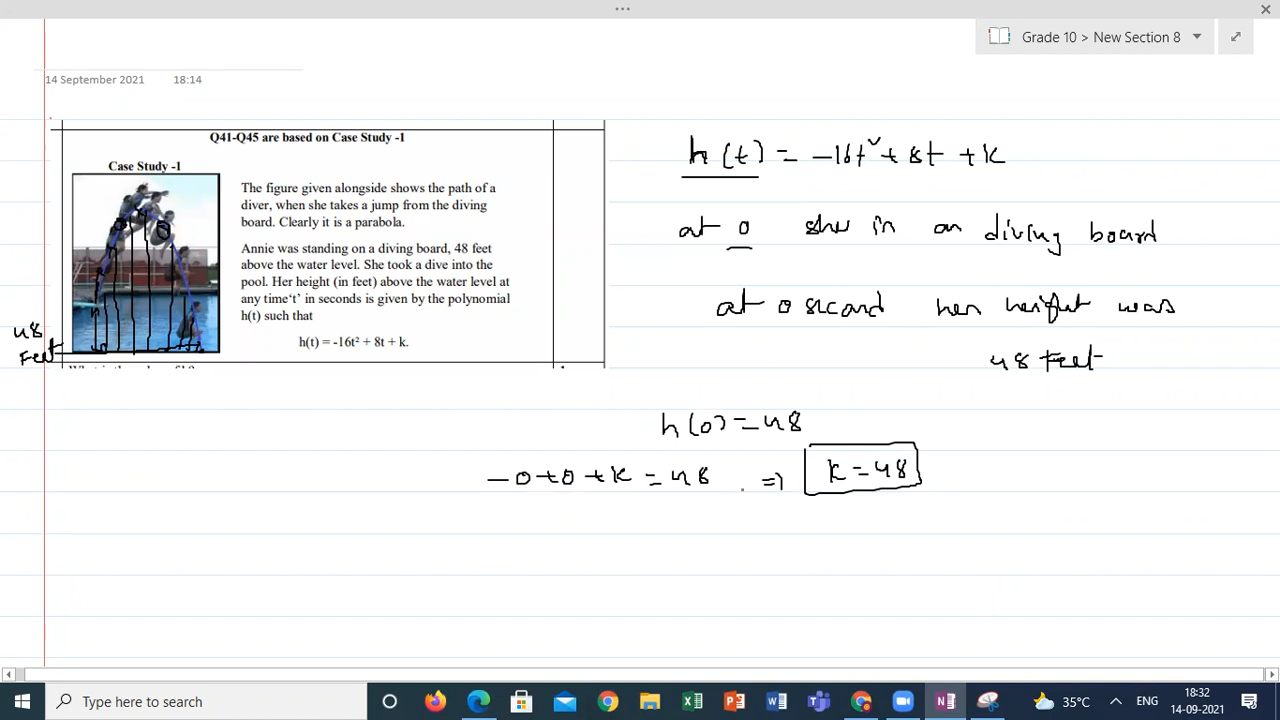 Grade 10 > New Section 8
14 September 2021 18:14
Q41-Q45 are based on Case Study -1
Case Study -1
The figure given alongside shows the path of a
diver, when she takes a jump from the diving
board. Clearly it is a parabola.
Annie was standing on a diving board, 48 feet
above the water level. She took a dive into the
pool. Her height (in feet) above the water level at
any time‘t’ in seconds is given by the polynomial
h(t) such that
h(t) = -16t² + 8t + k.
48
Feet
h(t) = -16t² + 8t + k
at 0 she in on diving board
at 0 second her height was
48 Feet
h(0) = 48
-0+0+k = 48 ⇒ k = 48
Type here to search
35°C ENG 18:32
14-09-2021